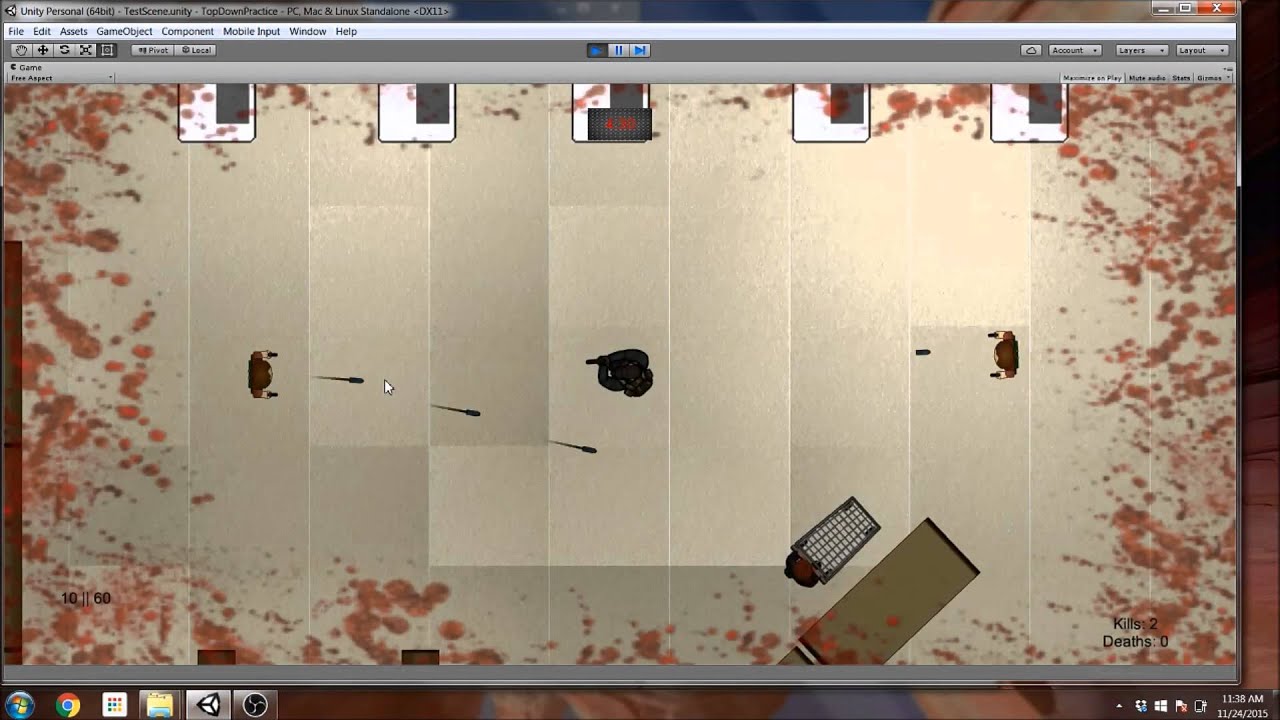 Unity Personal (64bit) - TestScene.unity - TopDownPractice - PC, Mac & Linux Standalone <DX11>
File Edit Assets GameObject Component Mobile Input Window Help
Pivot Local Account Layers Layout
Game
Free Aspect Maximize on Play Mute audio Stats Gizmos
10 || 60
Kills: 2
Deaths: 0
11:38 AM
11/24/2015